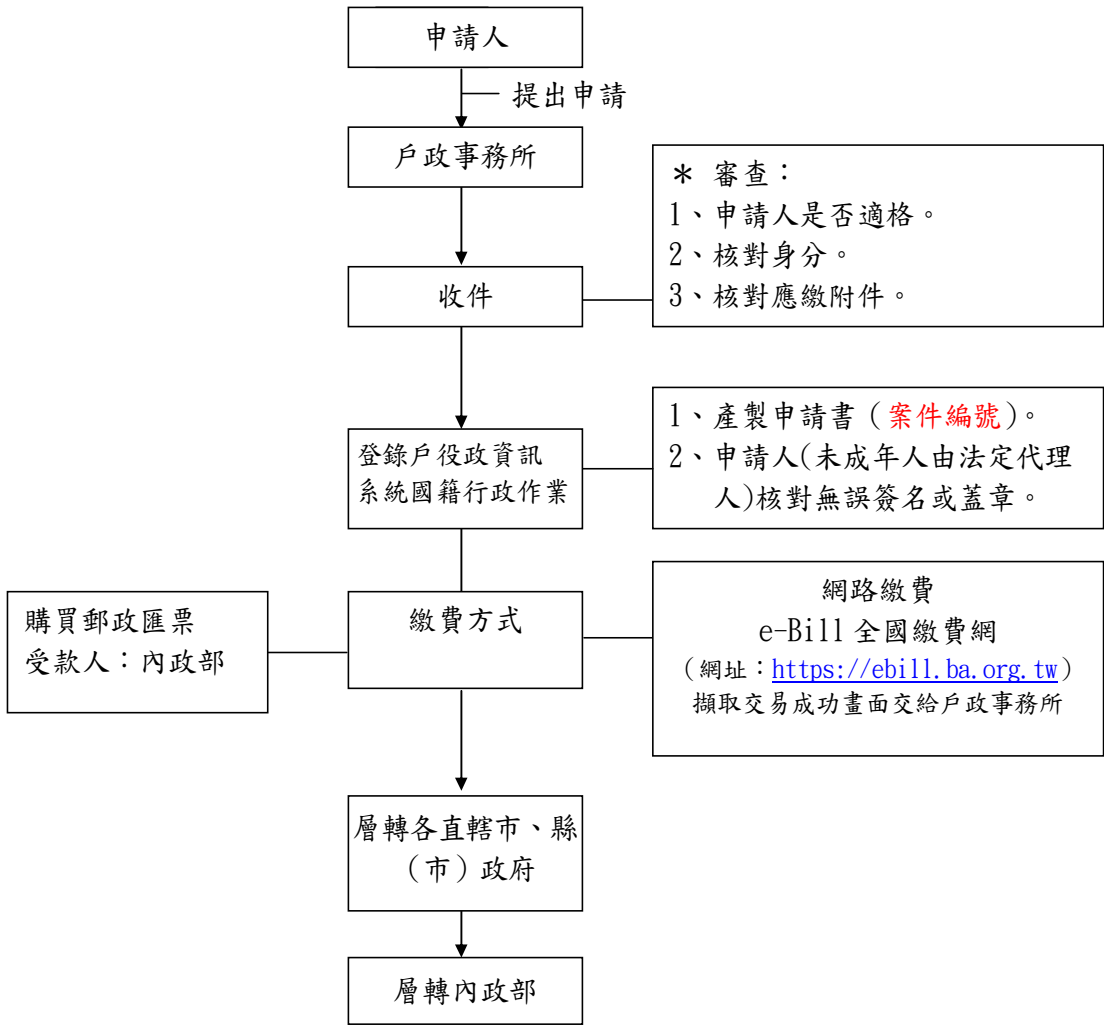 申請人
提出申請
戶政事務所
＊ 審查：
1、申請人是否適格。
2、核對身分。
3、核對應繳附件。
收件
1、產製申請書（案件編號）。
2、申請人(未成年人由法定代理
人)核對無誤簽名或蓋章。
登錄戶役政資訊
系統國籍行政作業
購買郵政匯票
受款人：內政部
繳費方式
網路繳費
e-Bill 全國繳費網
（網址：https://ebill.ba.org.tw）
擷取交易成功畫面交給戶政事務所
層轉各直轄市、縣
（市）政府
層轉內政部